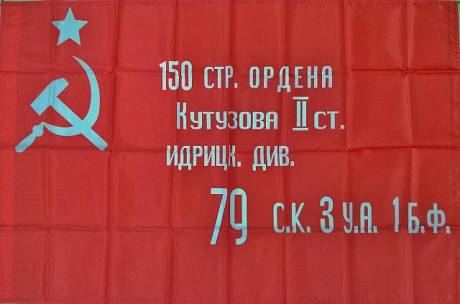 150 СТР. ОРДЕНА
КУТУЗОВА II СТ.
ИДРИЦК. ДИВ.
79 С.К. 3 У.А. 1 Б.Ф.